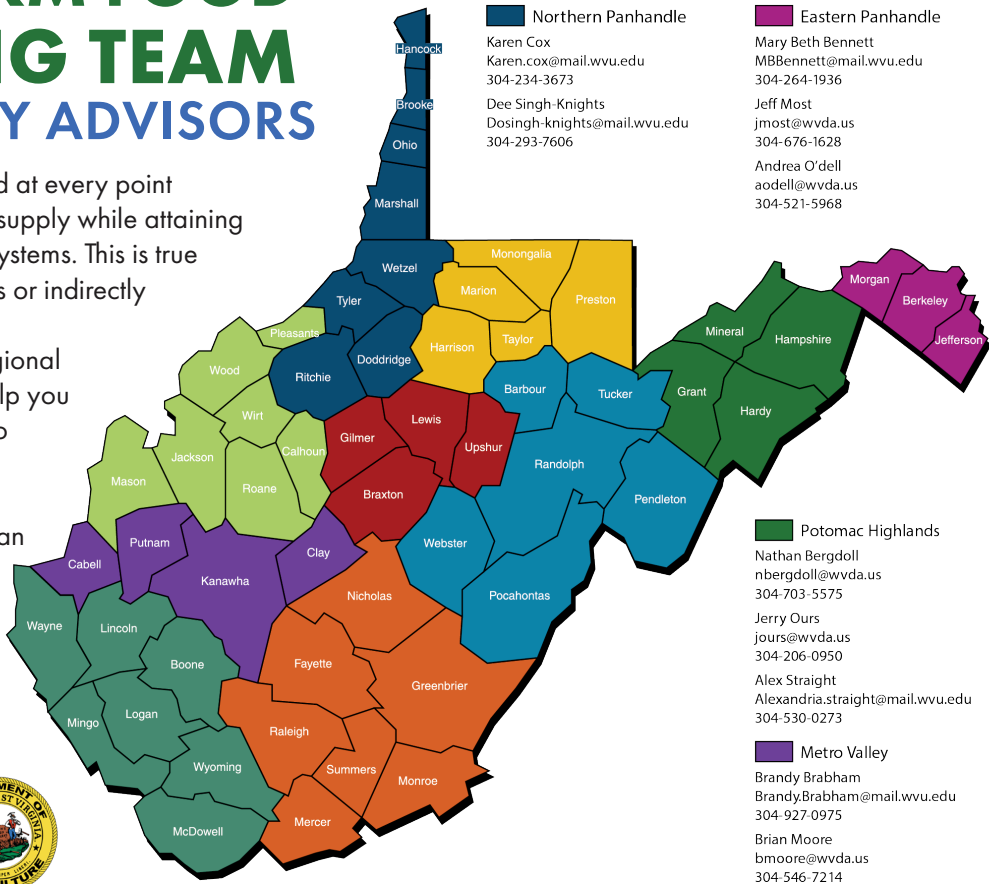 RM FOOD
NG TEAM
Y ADVISORS
d at every point
supply while attaining
ystems. This is true
s or indirectly
gional
lp you
o
an
Northern Panhandle
Karen Cox
Karen.cox@mail.wvu.edu
304-234-3673
Dee Singh-Knights
Dosingh-knights@mail.wvu.edu
304-293-7606
Eastern Panhandle
Mary Beth Bennett
MBBennett@mail.wvu.edu
304-264-1936
Jeff Most
jmost@wvda.us
304-676-1628
Andrea O'dell
aodell@wvda.us
304-521-5968
Hancock
Brooke
Ohio
Marshall
Wetzel
Monongalia
Marion
Preston
Tyler
Pleasants
Harrison
Taylor
Doddridge
Ritchie
Wood
Wirt
Barbour
Tucker
Mineral
Hampshire
Grant
Hardy
Morgan
Berkeley
Jefferson
Lewis
Gilmer
Upshur
Calhoun
Jackson
Mason
Roane
Braxton
Randolph
Pendleton
Webster
Putnam
Cabell
Clay
Kanawha
Nicholas
Pocahontas
Wayne
Lincoln
Boone
Fayette
Greenbrier
Mingo
Logan
Raleigh
Wyoming
Summers
Monroe
Mercer
McDowell
Potomac Highlands
Nathan Bergdoll
nbergdoll@wvda.us
304-703-5575
Jerry Ours
jours@wvda.us
304-206-0950
Alex Straight
Alexandria.straight@mail.wvu.edu
304-530-0273
Metro Valley
Brandy Brabham
Brandy.Brabham@mail.wvu.edu
304-927-0975
Brian Moore
bmoore@wvda.us
304-546-7214
MENT OF
ST VIRGINIA
ULTURE